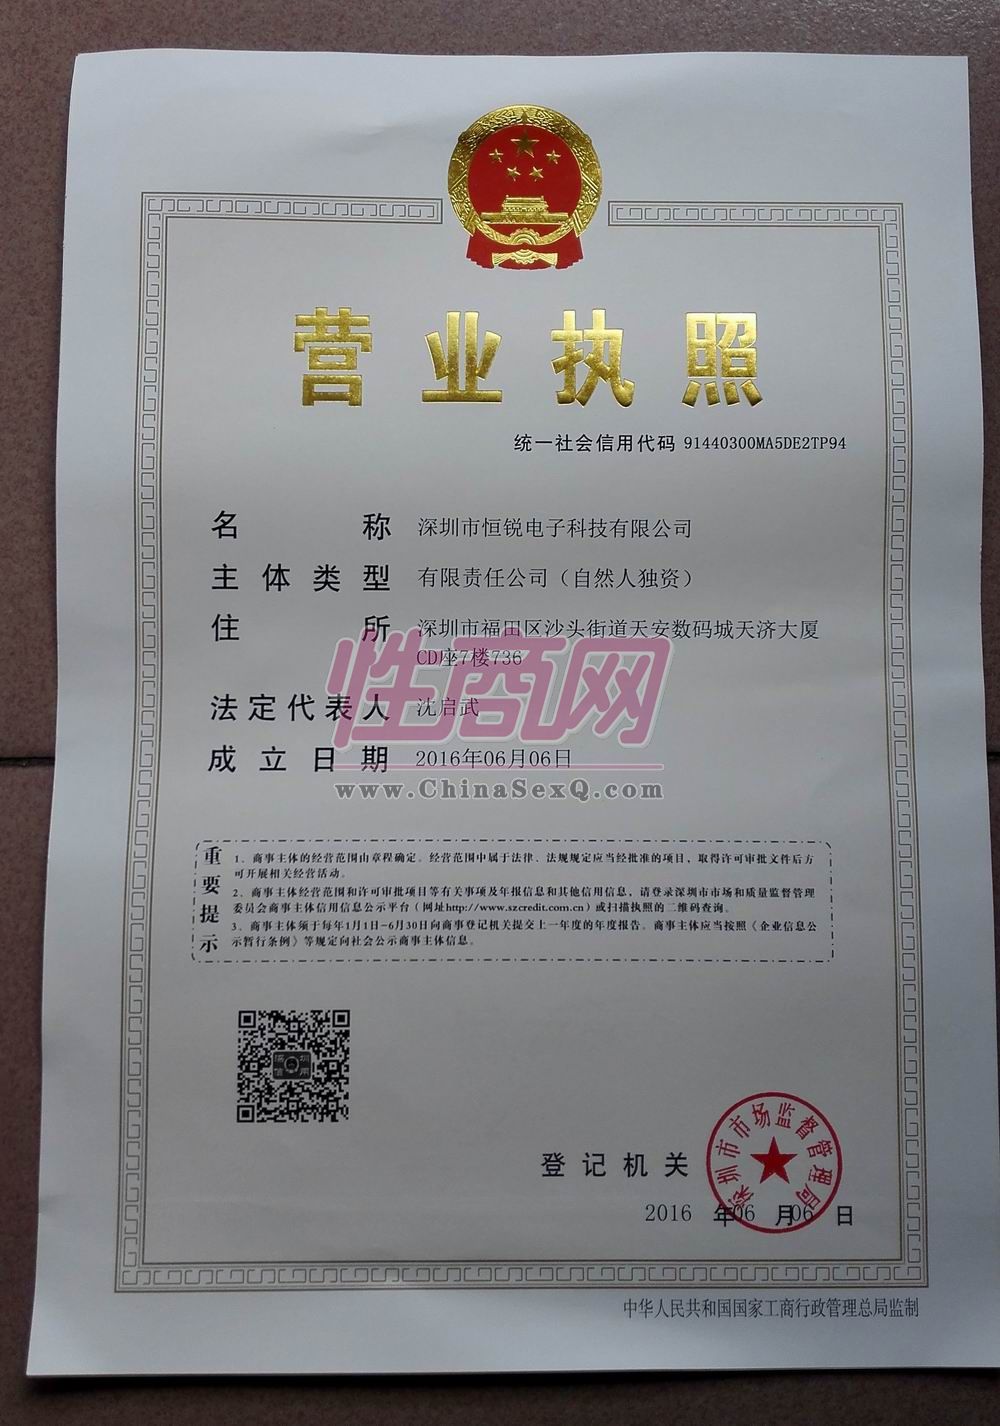 营业执照
统一社会信用代码 91440300MA5DE2TP94
名称 深圳市恒锐电子科技有限公司
主体类型 有限责任公司（自然人独资）
住所 深圳市福田区沙头街道天安数码城天济大厦
CD座7楼736
法定代表人 沈启武
成立日期 2016年06月06日
性商网
www.ChinaSexQ.com
重要提示
1、商事主体的经营范围由章程确定。经营范围中属于法律、法规规定应当经批准的项目，取得许可审批文件后方
可开展相关经营活动。
2、商事主体经营范围和许可审批项目等有关事项及年报信息和其他信用信息，请登录深圳市市场和质量监督管理
委员会商事主体信用信息公示平台（网址http://www.szcredit.com.cn）或扫描执照的二维码查询。
3、商事主体须于每年1月1日-6月30日向商事登记机关提交上一年度的年度报告。商事主体应当按照《企业信息公
示暂行条例》等规定向社会公示商事主体信息。
深圳
信用
登记机关
深圳市市场监督管理局
2016 年06 月06 日
中华人民共和国国家工商行政管理总局监制